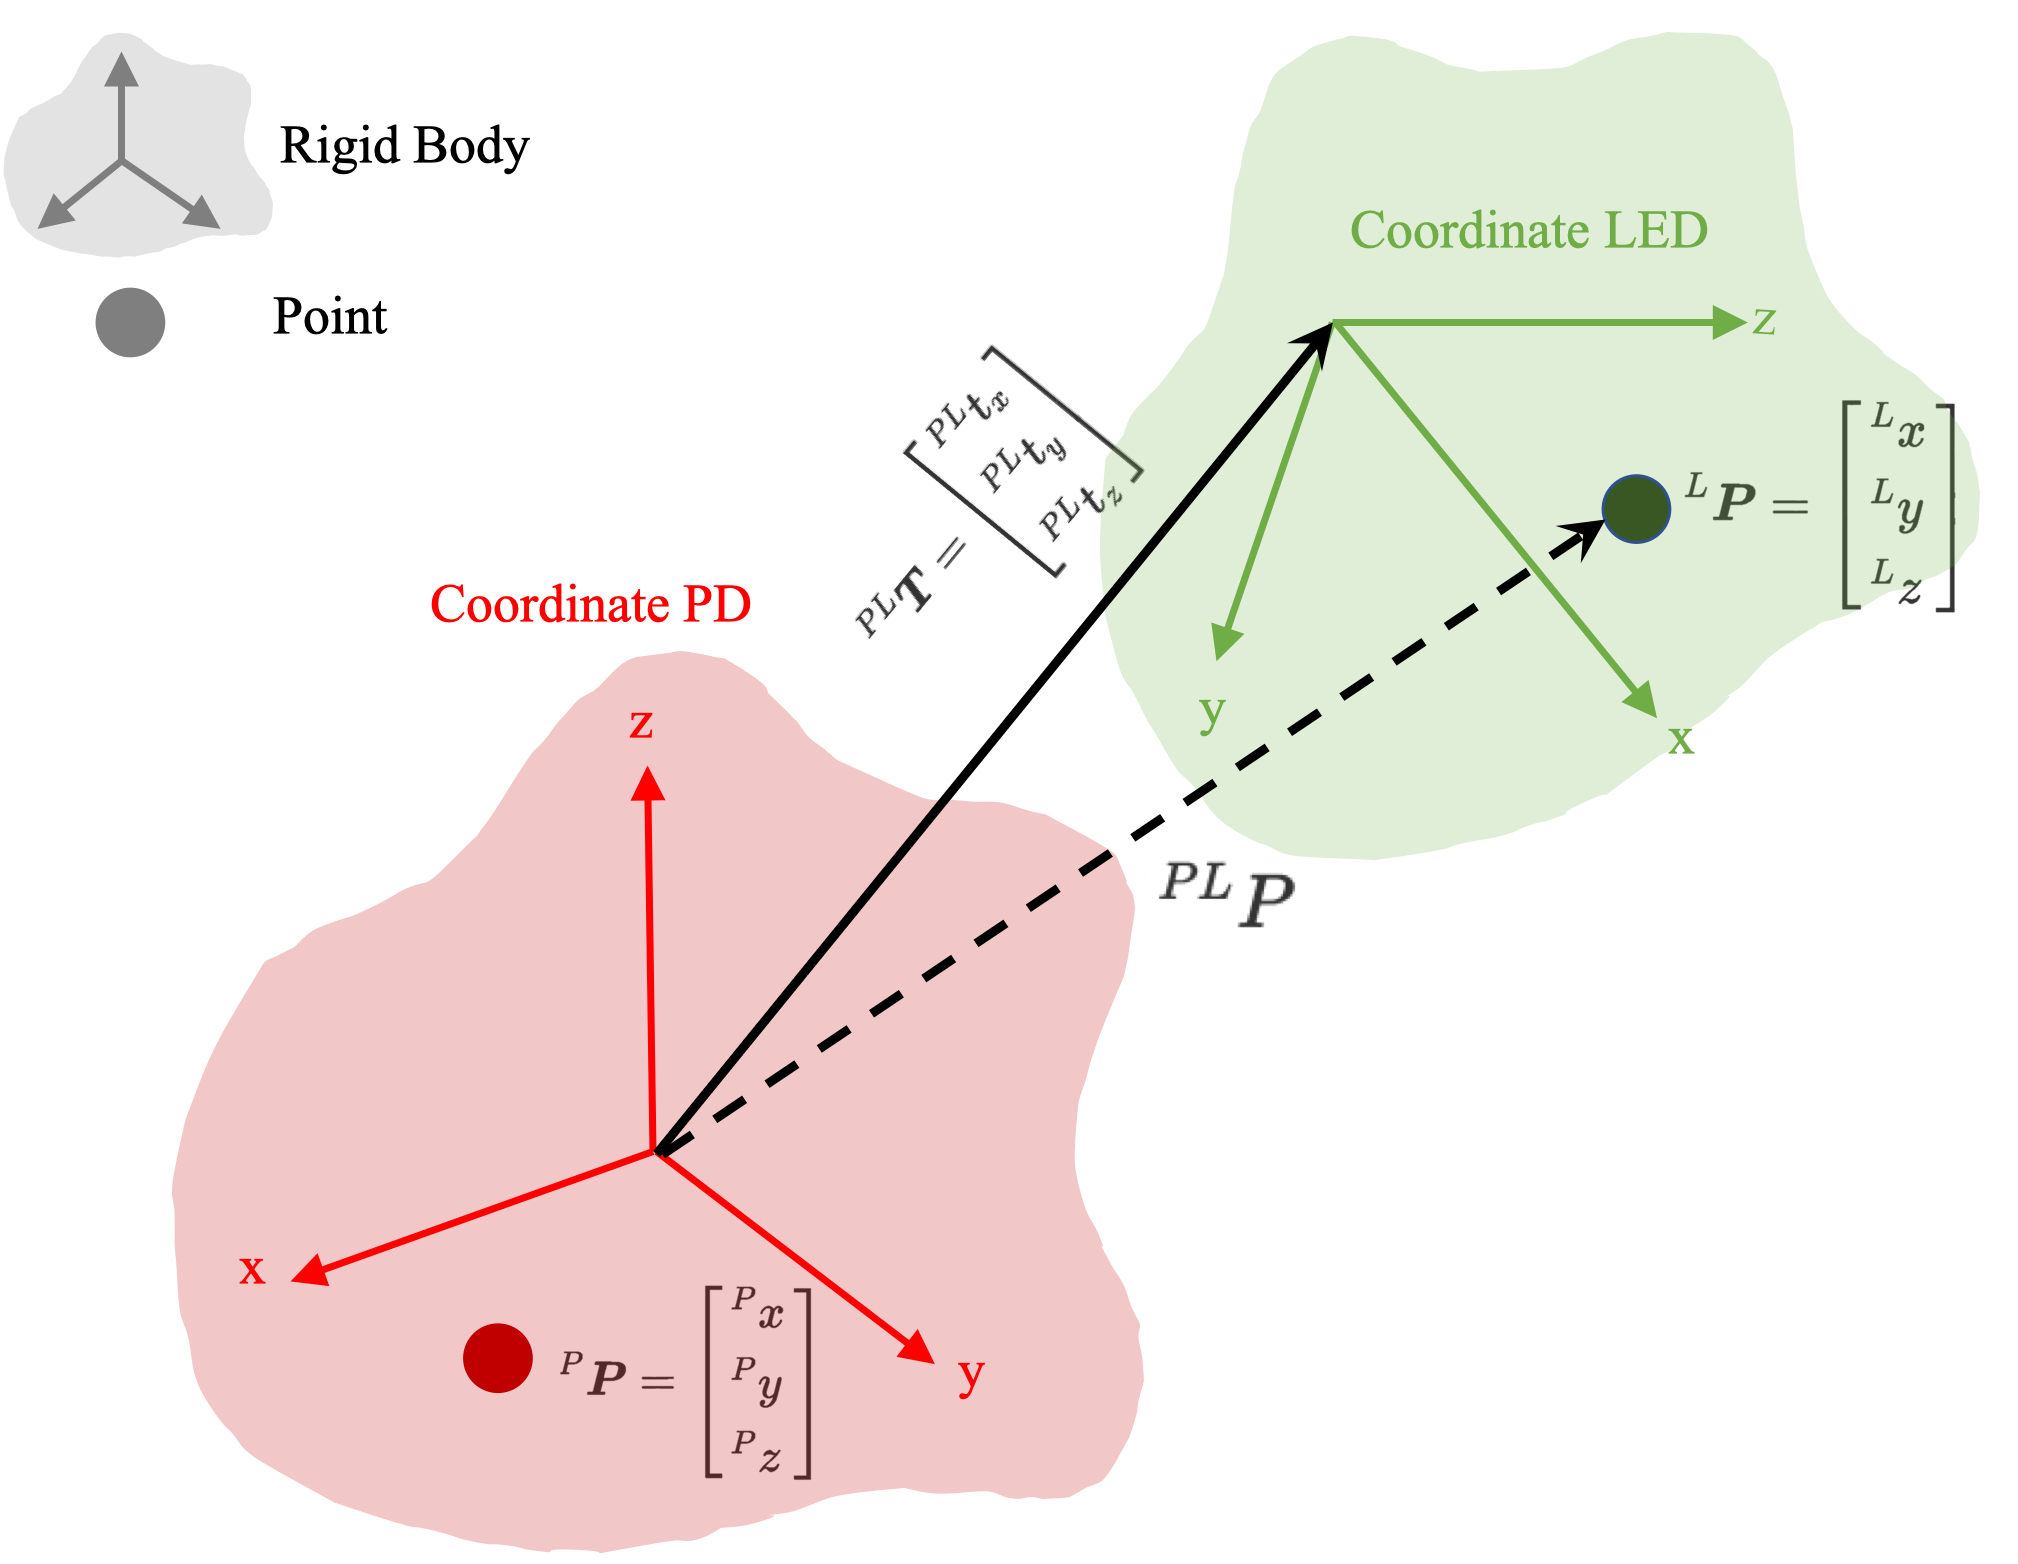 Rigid Body
Point
Coordinate LED
z
y
x
^{L}P = [ ^{L}x
^{L}y
^{L}z ]
^{PL}T = [ ^{PL}t_x
^{PL}t_y
^{PL}t_z ]
^{PL}P
Coordinate PD
z
x
y
^{P}P = [ ^{P}x
^{P}y
^{P}z ]